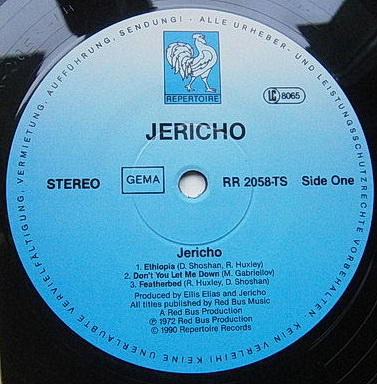 VERMIETUNG, AUFFÜHRUNG, SENDUNG! · ALLE URHEBER- UND LEISTUNGSSCHUTZRECHTE VORBEHALTEN. KEIN VERLEIH! KEINE UNERLAUBTE VERVIELFÄLTIGUNG,
REPERTOIRE
LC 8065
JERICHO
STEREO GEMA RR 2058-TS Side One
Jericho
1. Ethiopia (D. Shoshan, R. Huxley)
2. Don't You Let Me Down (M. Gabriellov)
3. Featherbed (R. Huxley, D. Shoshan)
Produced by Ellis Elias and Jericho
All titles published by Red Bus Music
A Red Bus Production
℗ 1972 Red Bus Production
© 1990 Repertoire Records